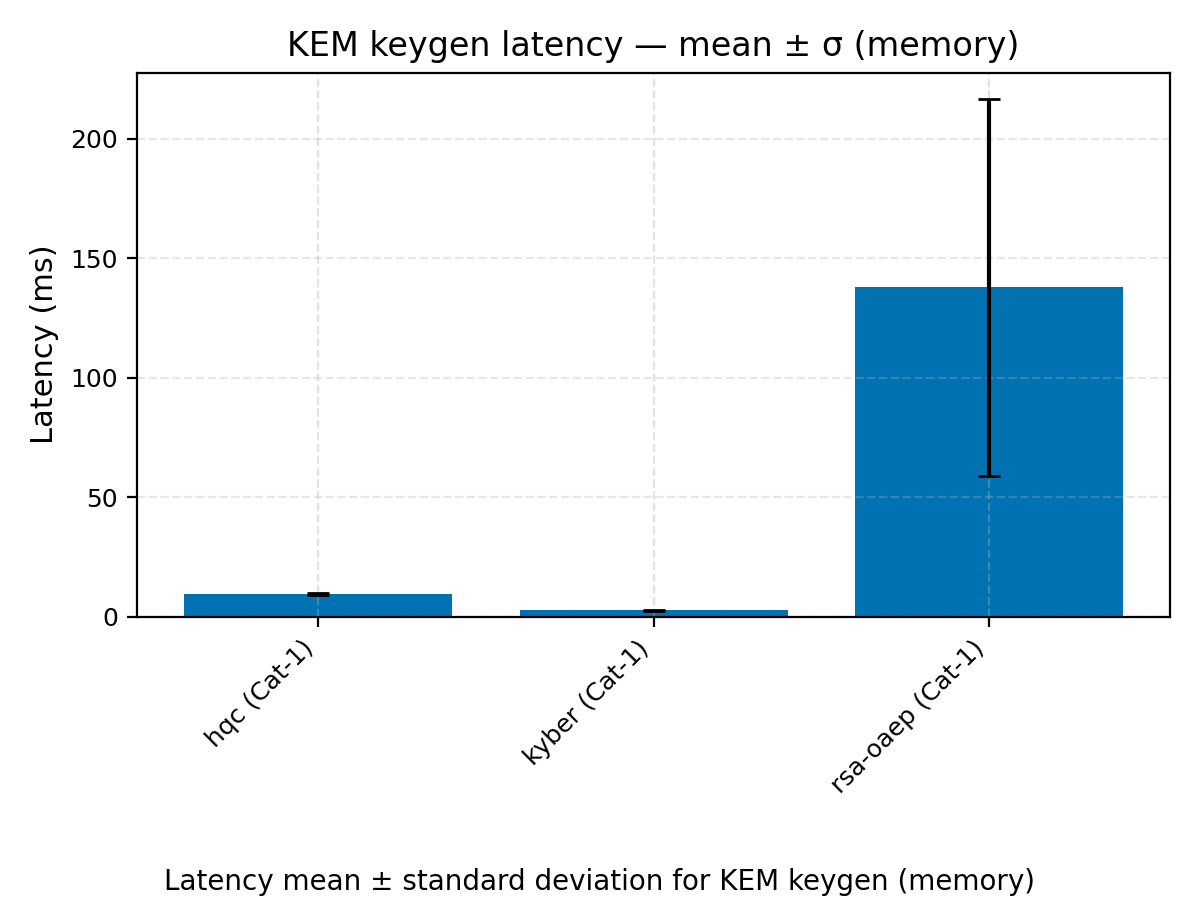 KEM keygen latency — mean ± σ (memory)
Latency (ms)
200
150
100
50
0
hqc (Cat-1)
kyber (Cat-1)
rsa-oaep (Cat-1)
Latency mean ± standard deviation for KEM keygen (memory)